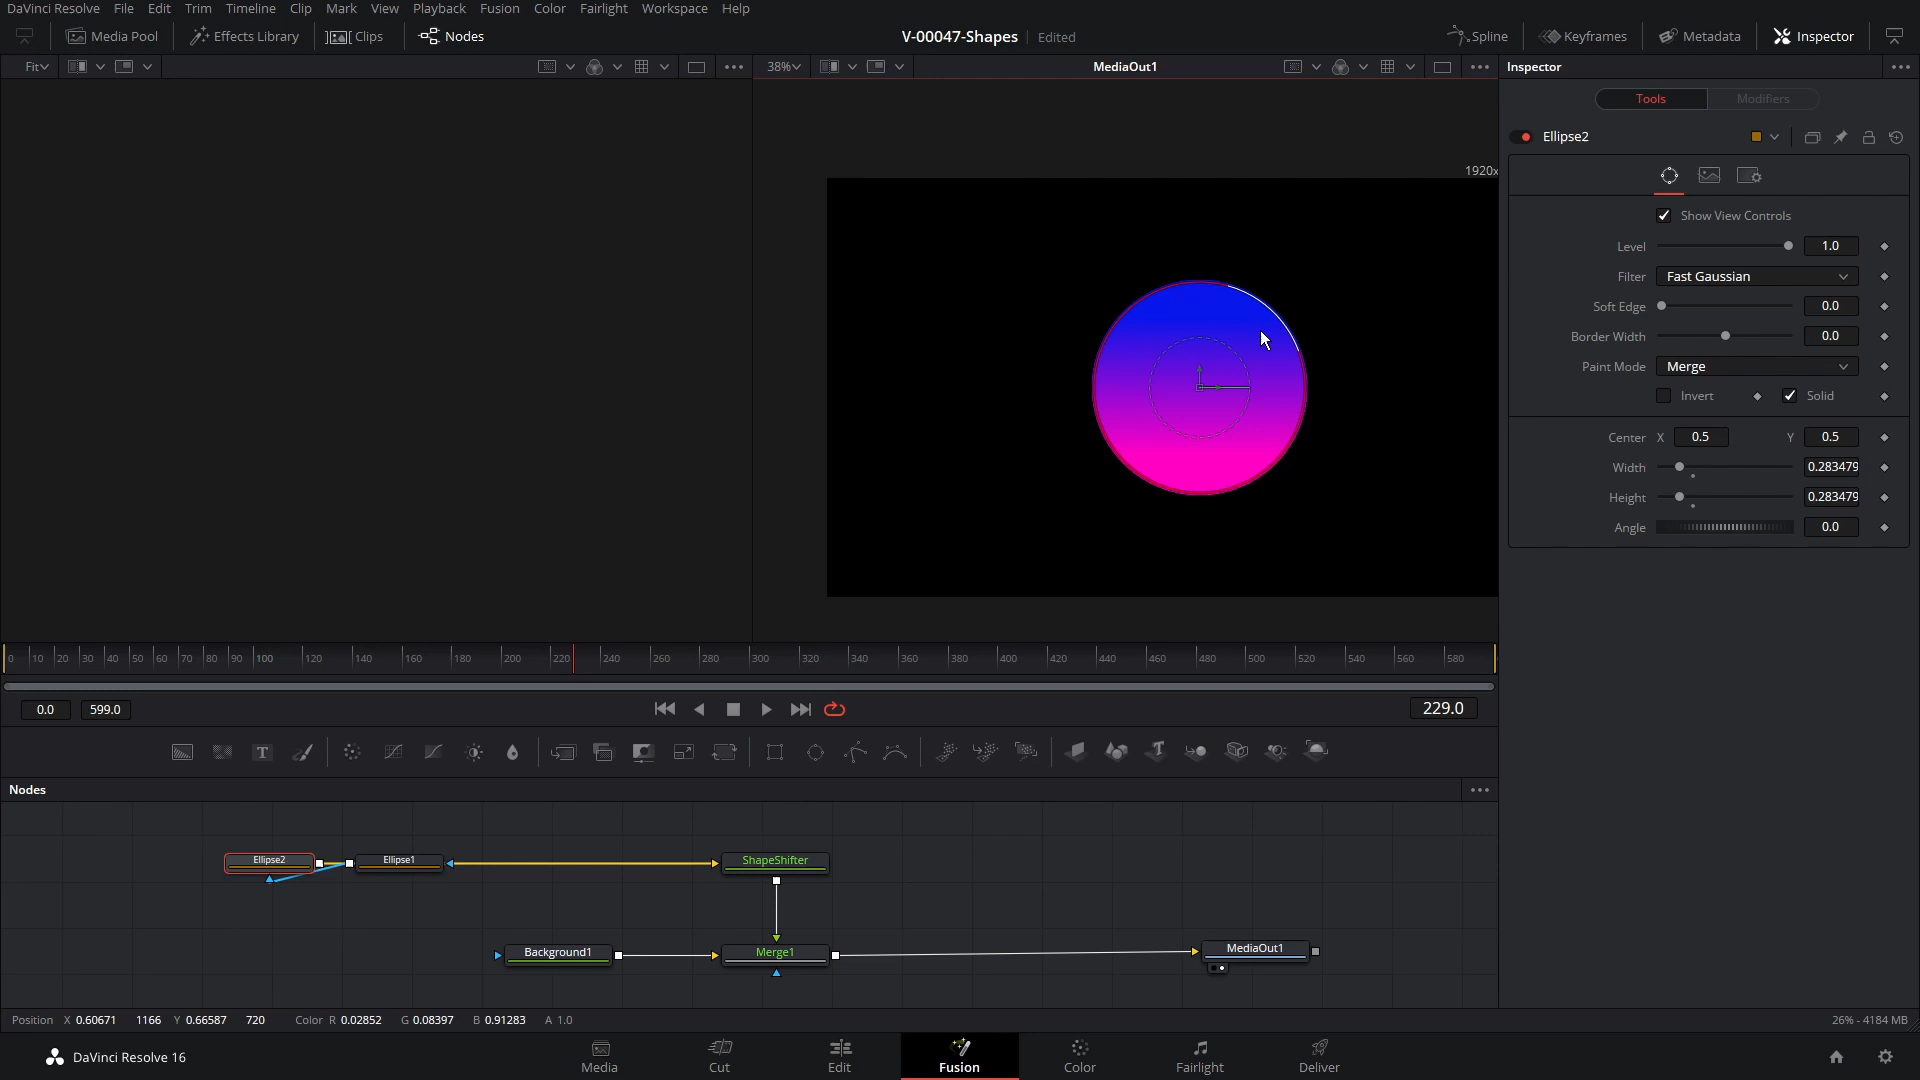 DaVinci Resolve File Edit Trim Timeline Clip Mark View Playback Fusion Color Fairlight Workspace Help
Media Pool Effects Library Clips Nodes V-00047-Shapes Edited Spline Keyframes Metadata Inspector
Fit 38% MediaOut1 Inspector
Tools Modifiers
Ellipse2
1920x
Show View Controls
Level 1.0
Filter Fast Gaussian
Soft Edge 0.0
Border Width 0.0
Paint Mode Merge
Invert Solid
Center X 0.5 Y 0.5
Width 0.283479
Height 0.283479
Angle 0.0
0 10 20 30 40 50 60 70 80 90 100 120 140 160 180 200 220 240 260 280 300 320 340 360 380 400 420 440 460 480 500 520 540 560 580
0.0 599.0 229.0
T T
Nodes
Ellipse2 Ellipse1 ShapeShifter
Background1 Merge1 MediaOut1
Position X 0.60671 1166 Y 0.66587 720 Color R 0.02852 G 0.08397 B 0.91283 A 1.0 26% - 4184 MB
DaVinci Resolve 16 Media Cut Edit Fusion Color Fairlight Deliver